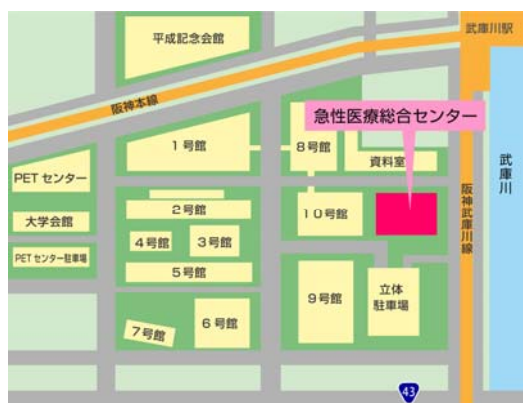 平成記念会館
武庫川駅
阪神本線
急性医療総合センター
1号館
8号館
資料室
武庫川
PETセンター
阪神武庫川線
2号館
10号館
大学会館
4号館
3号館
PETセンター駐車場
5号館
9号館
立体
駐車場
6号館
7号館
43